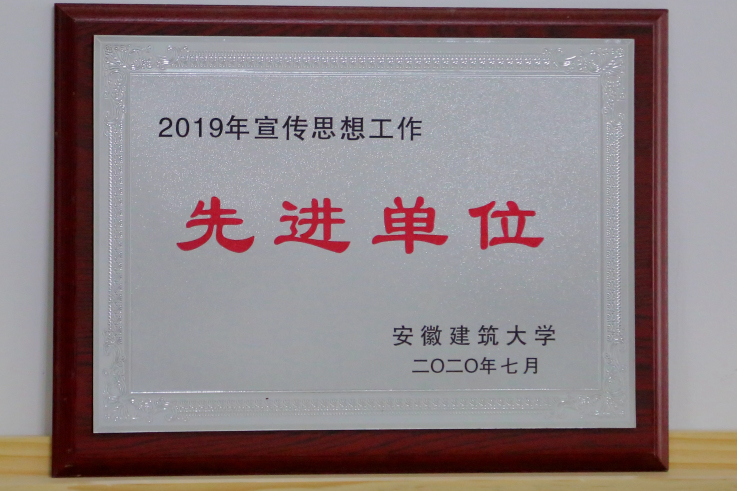 2019年宣传思想工作
先进单位
安徽建筑大学
二〇二〇年七月